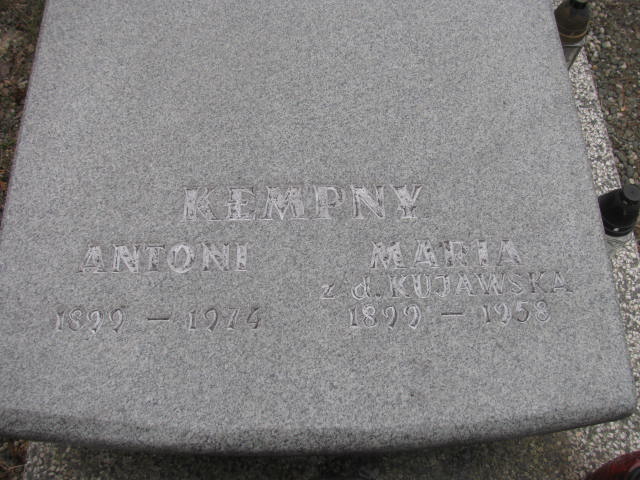 KEMPNY
ANTONI MARIA
z d. KUJAWSKA
1899 – 1974 1899 – 1958